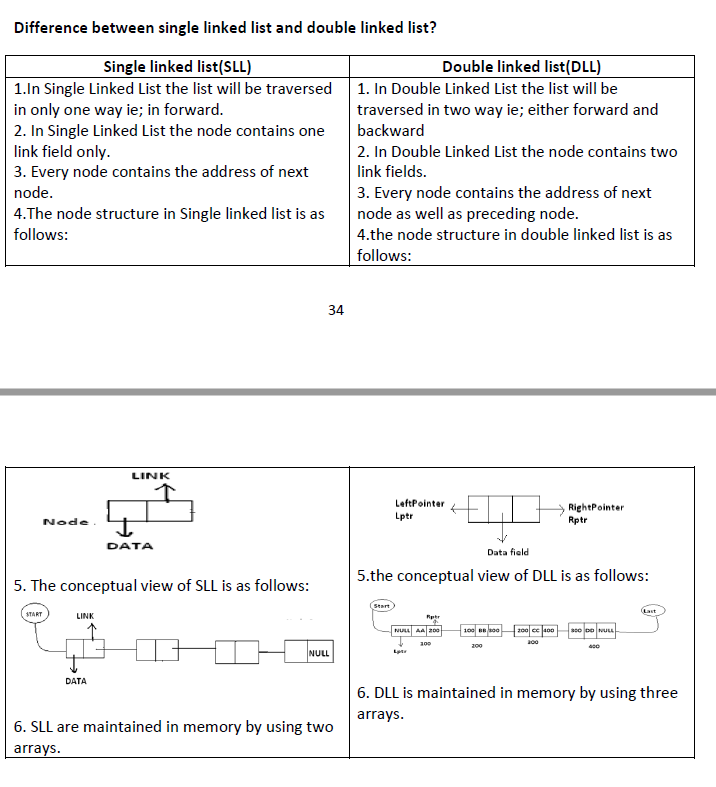 Difference between single linked list and double linked list?
Single linked list(SLL)
1.In Single Linked List the list will be traversed
in only one way ie; in forward.
2. In Single Linked List the node contains one
link field only.
3. Every node contains the address of next
node.
4.The node structure in Single linked list is as
follows:
Double linked list(DLL)
1. In Double Linked List the list will be
traversed in two way ie; either forward and
backward
2. In Double Linked List the node contains two
link fields.
3. Every node contains the address of next
node as well as preceding node.
4.the node structure in double linked list is as
follows:
34
LINK
Node.
DATA
5. The conceptual view of SLL is as follows:
START
LINK
NULL
DATA
6. SLL are maintained in memory by using two
arrays.
LeftPointer
Lptr
RightPointer
Rptr
Data field
5.the conceptual view of DLL is as follows:
Start
Last
Rptr
NULL AA 200
100 BB 300
200 CC 400
300 DD NULL
Lptr
100
200
300
400
6. DLL is maintained in memory by using three
arrays.